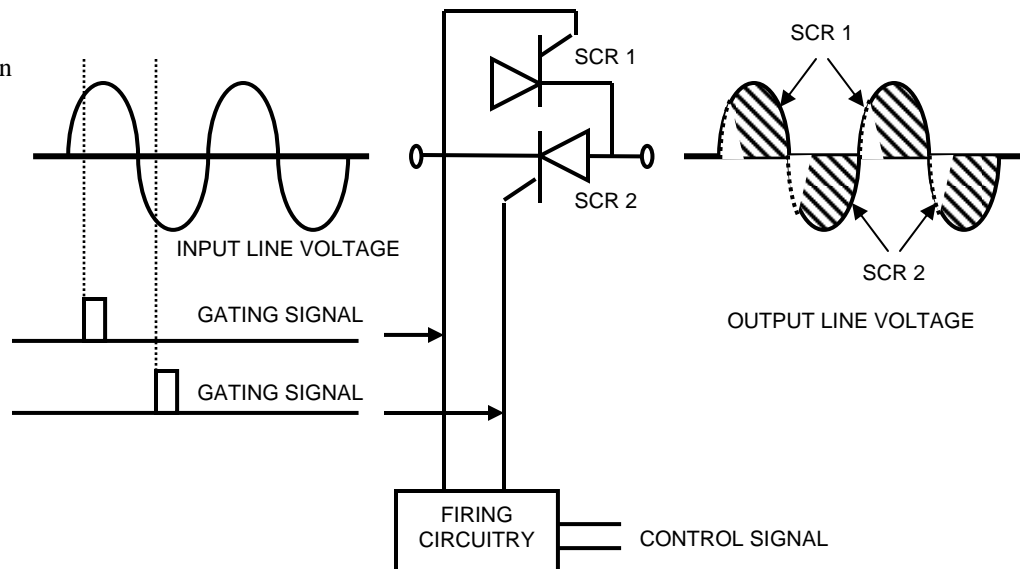 n
SCR 1
SCR 1
SCR 2
INPUT LINE VOLTAGE
SCR 2
GATING SIGNAL
OUTPUT LINE VOLTAGE
GATING SIGNAL
FIRING
CIRCUITRY
CONTROL SIGNAL